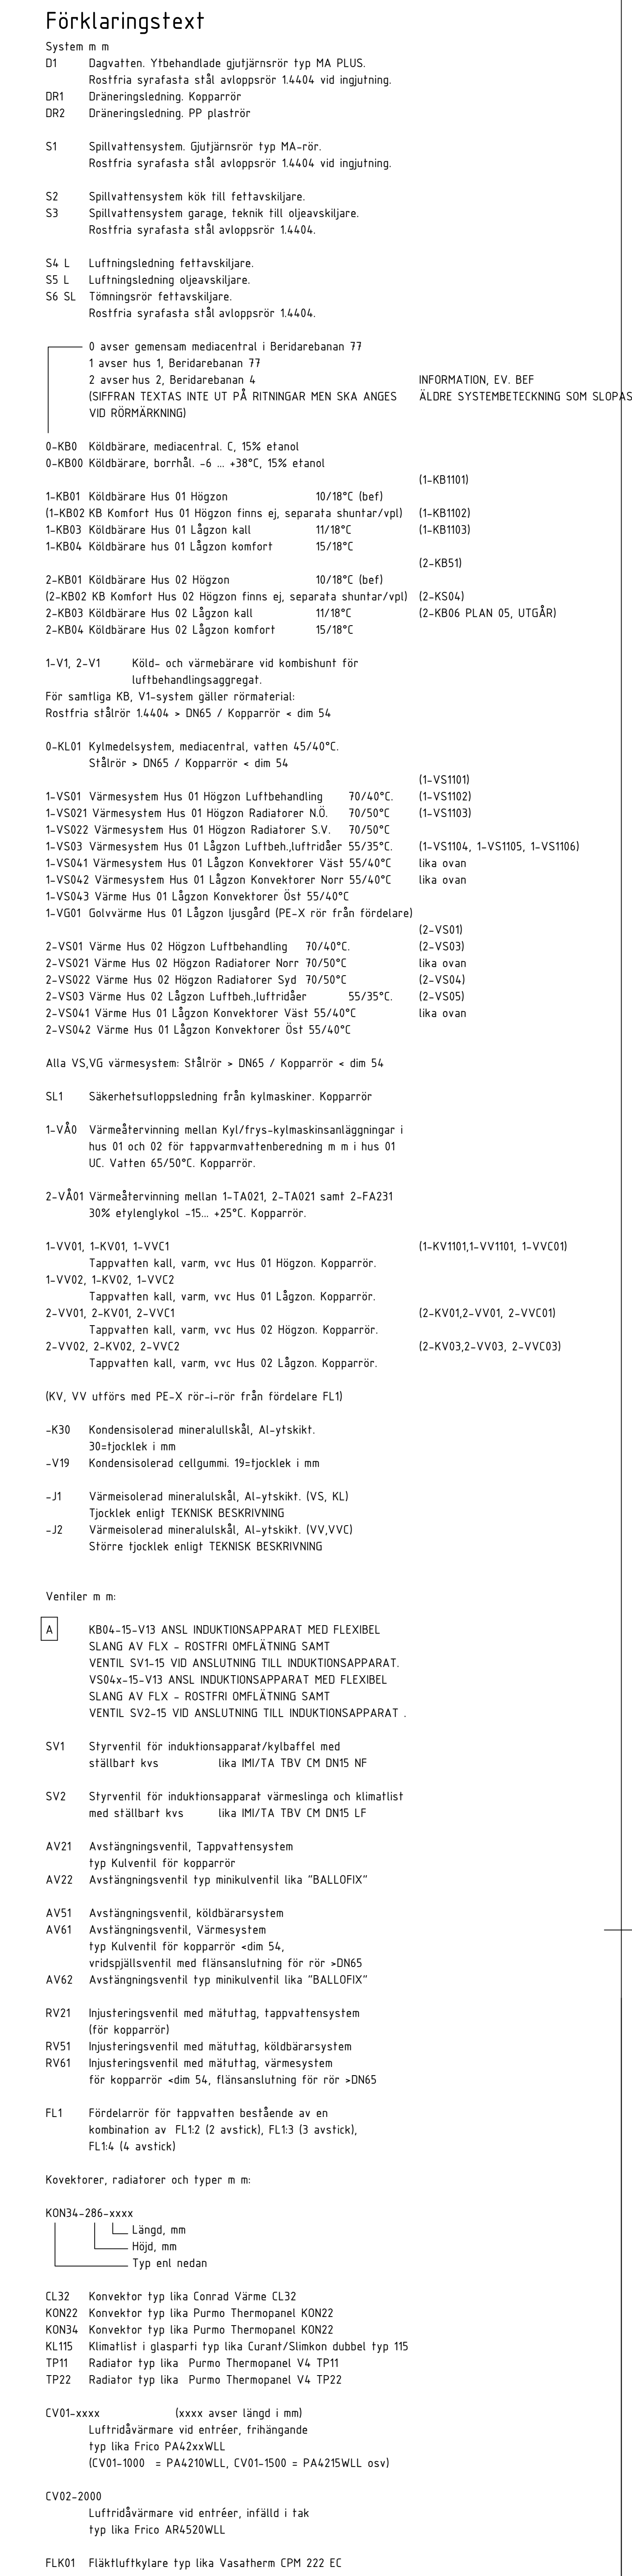 Förklaringstext
System m m
D1 Dagvatten. Ytbehandlade gjutjärnsrör typ MA PLUS.
Rostfria syrafasta stål avloppsrör 1.4404 vid ingjutning.
DR1 Dräneringsledning. Kopparrör
DR2 Dräneringsledning. PP plaströr
S1 Spillvattensystem. Gjutjärnsrör typ MA-rör.
Rostfria syrafasta stål avloppsrör 1.4404 vid ingjutning.
S2 Spillvattensystem kök till fettavskiljare.
S3 Spillvattensystem garage, teknik till oljeavskiljare.
Rostfria syrafasta stål avloppsrör 1.4404.
S4 L Luftningsledning fettavskiljare.
S5 L Luftningsledning oljeavskiljare.
S6 SL Tömningsrör fettavskiljare.
Rostfria syrafasta stål avloppsrör 1.4404.
0 avser gemensam mediacentral i Beridarebanan 77
1 avser hus 1, Beridarebanan 77
2 avser hus 2, Beridarebanan 4 INFORMATION, EV. BEF
(SIFFRAN TEXTAS INTE UT PÅ RITNINGAR MEN SKA ANGES ÄLDRE SYSTEMBETECKNING SOM SLOPAS
VID RÖRMÄRKNING)
0-KB0 Köldbärare, mediacentral. C, 15% etanol
0-KB00 Köldbärare, borrhål. -6 ... +38°C, 15% etanol
(1-KB1101)
1-KB01 Köldbärare Hus 01 Högzon 10/18°C (bef)
(1-KB02 KB Komfort Hus 01 Högzon finns ej, separata shuntar/vpl) (1-KB1102)
1-KB03 Köldbärare Hus 01 Lågzon kall 11/18°C (1-KB1103)
1-KB04 Köldbärare hus 01 Lågzon komfort 15/18°C
(2-KB51)
2-KB01 Köldbärare Hus 02 Högzon 10/18°C (bef)
(2-KB02 KB Komfort Hus 02 Högzon finns ej, separata shuntar/vpl) (2-KS04)
2-KB03 Köldbärare Hus 02 Lågzon kall 11/18°C (2-KB06 PLAN 05, UTGÅR)
2-KB04 Köldbärare Hus 02 Lågzon komfort 15/18°C
1-V1, 2-V1 Köld- och värmebärare vid kombishunt för
luftbehandlingsaggregat.
För samtliga KB, V1-system gäller rörmaterial:
Rostfria stålrör 1.4404 > DN65 / Kopparrör < dim 54
0-KL01 Kylmedelsystem, mediacentral, vatten 45/40°C.
Stålrör > DN65 / Kopparrör < dim 54
(1-VS1101)
1-VS01 Värmesystem Hus 01 Högzon Luftbehandling 70/40°C. (1-VS1102)
1-VS021 Värmesystem Hus 01 Högzon Radiatorer N.Ö. 70/50°C (1-VS1103)
1-VS022 Värmesystem Hus 01 Högzon Radiatorer S.V. 70/50°C
1-VS03 Värmesystem Hus 01 Lågzon Luftbeh.,luftridåer 55/35°C. (1-VS1104, 1-VS1105, 1-VS1106)
1-VS041 Värmesystem Hus 01 Lågzon Konvektorer Väst 55/40°C lika ovan
1-VS042 Värmesystem Hus 01 Lågzon Konvektorer Norr 55/40°C lika ovan
1-VS043 Värme Hus 01 Lågzon Konvektorer Öst 55/40°C
1-VG01 Golvvärme Hus 01 Lågzon ljusgård (PE-X rör från fördelare)
(2-VS01)
2-VS01 Värme Hus 02 Högzon Luftbehandling 70/40°C. (2-VS03)
2-VS021 Värme Hus 02 Högzon Radiatorer Norr 70/50°C lika ovan
2-VS022 Värme Hus 02 Högzon Radiatorer Syd 70/50°C (2-VS04)
2-VS03 Värme Hus 02 Lågzon Luftbeh.,luftridåer 55/35°C. (2-VS05)
2-VS041 Värme Hus 01 Lågzon Konvektorer Väst 55/40°C lika ovan
2-VS042 Värme Hus 01 Lågzon Konvektorer Öst 55/40°C
Alla VS,VG värmesystem: Stålrör > DN65 / Kopparrör < dim 54
SL1 Säkerhetsutloppsledning från kylmaskiner. Kopparrör
1-VÅ0 Värmeåtervinning mellan Kyl/frys-kylmaskinsanläggningar i
hus 01 och 02 för tappvarmvattenberedning m m i hus 01
UC. Vatten 65/50°C. Kopparrör.
2-VÅ01 Värmeåtervinning mellan 1-TA021, 2-TA021 samt 2-FA231
30% etylenglykol -15... +25°C. Kopparrör.
1-VV01, 1-KV01, 1-VVC1 (1-KV1101,1-VV1101, 1-VVC01)
Tappvatten kall, varm, vvc Hus 01 Högzon. Kopparrör.
1-VV02, 1-KV02, 1-VVC2
Tappvatten kall, varm, vvc Hus 01 Lågzon. Kopparrör.
2-VV01, 2-KV01, 2-VVC1 (2-KV01,2-VV01, 2-VVC01)
Tappvatten kall, varm, vvc Hus 02 Högzon. Kopparrör.
2-VV02, 2-KV02, 2-VVC2 (2-KV03,2-VV03, 2-VVC03)
Tappvatten kall, varm, vvc Hus 02 Lågzon. Kopparrör.
(KV, VV utförs med PE-X rör-i-rör från fördelare FL1)
-K30 Kondensisolerad mineralullskål, Al-ytskikt.
30=tjocklek i mm
-V19 Kondensisolerad cellgummi. 19=tjocklek i mm
-J1 Värmeisolerad mineralulskål, Al-ytskikt. (VS, KL)
Tjocklek enligt TEKNISK BESKRIVNING
-J2 Värmeisolerad mineralulskål, Al-ytskikt. (VV,VVC)
Större tjocklek enligt TEKNISK BESKRIVNING
Ventiler m m:
A KB04-15-V13 ANSL INDUKTIONSAPPARAT MED FLEXIBEL
SLANG AV FLX - ROSTFRI OMFLÄTNING SAMT
VENTIL SV1-15 VID ANSLUTNING TILL INDUKTIONSAPPARAT.
VS04x-15-V13 ANSL INDUKTIONSAPPARAT MED FLEXIBEL
SLANG AV FLX - ROSTFRI OMFLÄTNING SAMT
VENTIL SV2-15 VID ANSLUTNING TILL INDUKTIONSAPPARAT .
SV1 Styrventil för induktionsapparat/kylbaffel med
ställbart kvs lika IMI/TA TBV CM DN15 NF
SV2 Styrventil för induktionsapparat värmeslinga och klimatlist
med ställbart kvs lika IMI/TA TBV CM DN15 LF
AV21 Avstängningsventil, Tappvattensystem
typ Kulventil för kopparrör
AV22 Avstängningsventil typ minikulventil lika "BALLOFIX"
AV51 Avstängningsventil, köldbärarsystem
AV61 Avstängningsventil, Värmesystem
typ Kulventil för kopparrör <dim 54,
vridspjällsventil med flänsanslutning för rör >DN65
AV62 Avstängningsventil typ minikulventil lika "BALLOFIX"
RV21 Injusteringsventil med mätuttag, tappvattensystem
(för kopparrör)
RV51 Injusteringsventil med mätuttag, köldbärarsystem
RV61 Injusteringsventil med mätuttag, värmesystem
för kopparrör <dim 54, flänsanslutning för rör >DN65
FL1 Fördelarrör för tappvatten bestående av en
kombination av FL1:2 (2 avstick), FL1:3 (3 avstick),
FL1:4 (4 avstick)
Kovektorer, radiatorer och typer m m:
KON34-286-xxxx
Längd, mm
Höjd, mm
Typ enl nedan
CL32 Konvektor typ lika Conrad Värme CL32
KON22 Konvektor typ lika Purmo Thermopanel KON22
KON34 Konvektor typ lika Purmo Thermopanel KON22
KL115 Klimatlist i glasparti typ lika Curant/Slimkon dubbel typ 115
TP11 Radiator typ lika Purmo Thermopanel V4 TP11
TP22 Radiator typ lika Purmo Thermopanel V4 TP22
CV01-xxxx (xxxx avser längd i mm)
Luftridåvärmare vid entréer, frihängande
typ lika Frico PA42xxWLL
(CV01-1000 = PA4210WLL, CV01-1500 = PA4215WLL osv)
CV02-2000
Luftridåvärmare vid entréer, infälld i tak
typ lika Frico AR4520WLL
FLK01 Fläktluftkylare typ lika Vasatherm CPM 222 EC